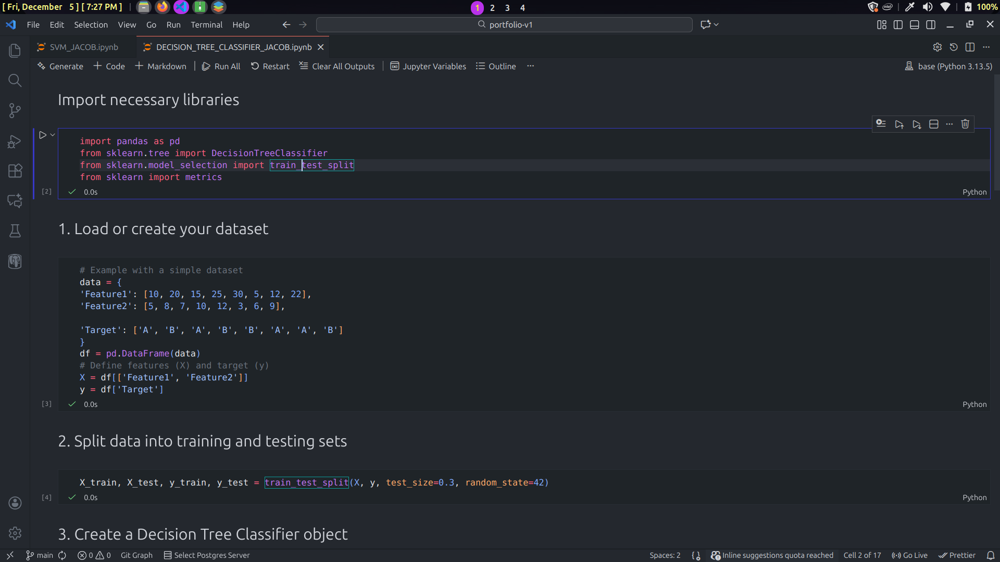 [ Fri, December 5 ] [ 7:27 PM ]
1 2 3 4
intel
100%
File Edit Selection View Go Run Terminal Help
portfolio-v1
SVM_JACOB.ipynb
DECISION_TREE_CLASSIFIER_JACOB.ipynb
Generate + Code + Markdown Run All Restart Clear All Outputs Jupyter Variables Outline ...
base (Python 3.13.5)
Import necessary libraries
import pandas as pd
from sklearn.tree import DecisionTreeClassifier
from sklearn.model_selection import train_test_split
from sklearn import metrics
[2] 0.0s Python
1. Load or create your dataset
# Example with a simple dataset
data = {
'Feature1': [10, 20, 15, 25, 30, 5, 12, 22],
'Feature2': [5, 8, 7, 10, 12, 3, 6, 9],
'Target': ['A', 'B', 'A', 'B', 'B', 'A', 'A', 'B']
}
df = pd.DataFrame(data)
# Define features (X) and target (y)
X = df[['Feature1', 'Feature2']]
y = df['Target']
[3] 0.0s Python
2. Split data into training and testing sets
X_train, X_test, y_train, y_test = train_test_split(X, y, test_size=0.3, random_state=42)
[4] 0.0s Python
3. Create a Decision Tree Classifier object
main 0 0 Git Graph Select Postgres Server Spaces: 2 Inline suggestions quota reached Cell 2 of 17 Go Live Prettier